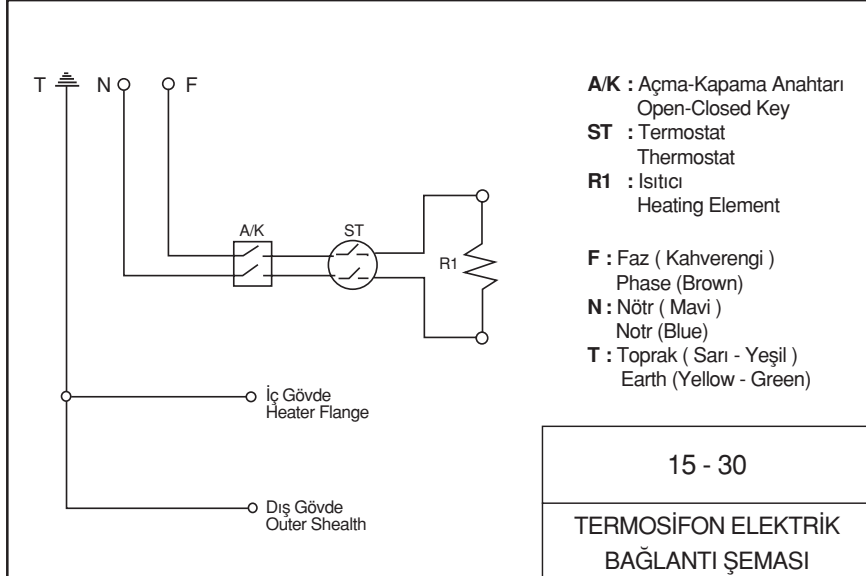 T N F
A/K
ST
R1
İç Gövde
Heater Flange
Dış Gövde
Outer Shealth
A/K : Açma-Kapama Anahtarı
Open-Closed Key
ST : Termostat
Thermostat
R1 : Isıtıcı
Heating Element
F : Faz ( Kahverengi )
Phase (Brown)
N : Nötr ( Mavi )
Notr (Blue)
T : Toprak ( Sarı - Yeşil )
Earth (Yellow - Green)
15 - 30
TERMOSİFON ELEKTRİK
BAĞLANTI ŞEMASI